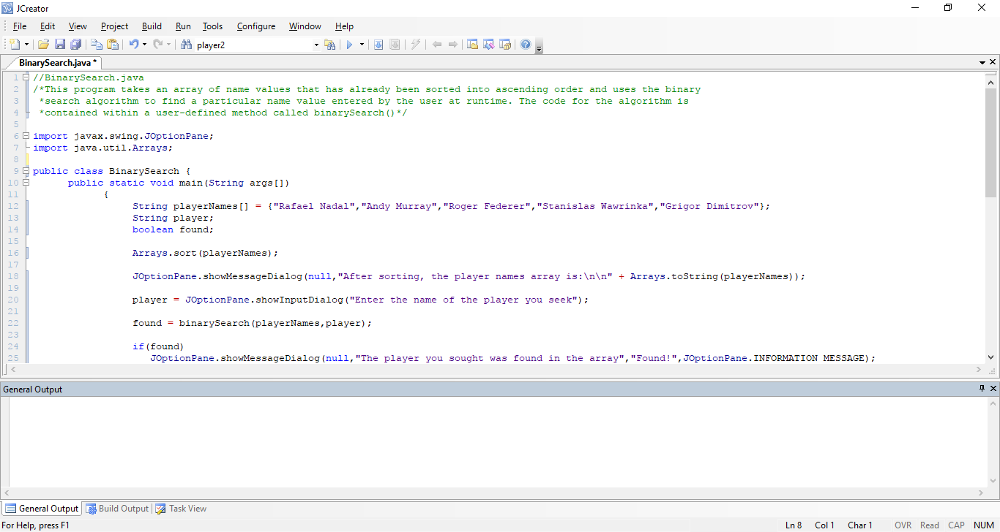 JCreator
File Edit View Project Build Run Tools Configure Window Help
player2
BinarySearch.java *
1 //BinarySearch.java
2 /*This program takes an array of name values that has already been sorted into ascending order and uses the binary
3 *search algorithm to find a particular name value entered by the user at runtime. The code for the algorithm is
4 *contained within a user-defined method called binarySearch()*/
5
6 import javax.swing.JOptionPane;
7 import java.util.Arrays;
8
9 public class BinarySearch {
10 public static void main(String args[])
11 {
12 String playerNames[] = {"Rafael Nadal","Andy Murray","Roger Federer","Stanislas Wawrinka","Grigor Dimitrov"};
13 String player;
14 boolean found;
15
16 Arrays.sort(playerNames);
17
18 JOptionPane.showMessageDialog(null,"After sorting, the player names array is:\n\n" + Arrays.toString(playerNames));
19
20 player = JOptionPane.showInputDialog("Enter the name of the player you seek");
21
22 found = binarySearch(playerNames,player);
23
24 if(found)
25 JOptionPane.showMessageDialog(null,"The player you sought was found in the array","Found!",JOptionPane.INFORMATION_MESSAGE);
General Output
General Output Build Output Task View
For Help, press F1 Ln 8 Col 1 Char 1 OVR Read CAP NUM